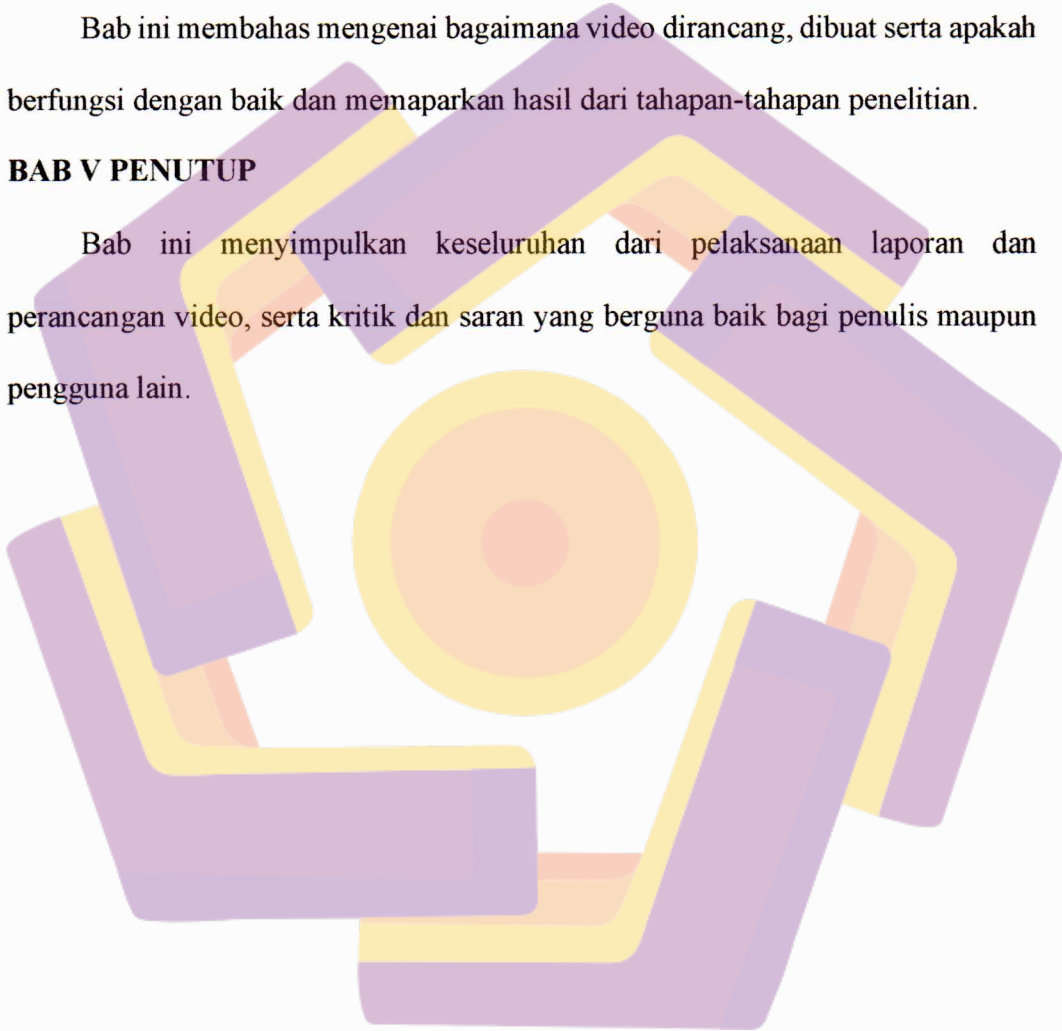 Bab ini membahas mengenai bagaimana video dirancang, dibuat serta apakah
berfungsi dengan baik dan memaparkan hasil dari tahapan-tahapan penelitian.
BAB V PENUTUP
Bab ini menyimpulkan keseluruhan dari pelaksanaan laporan dan
perancangan video, serta kritik dan saran yang berguna baik bagi penulis maupun
pengguna lain.